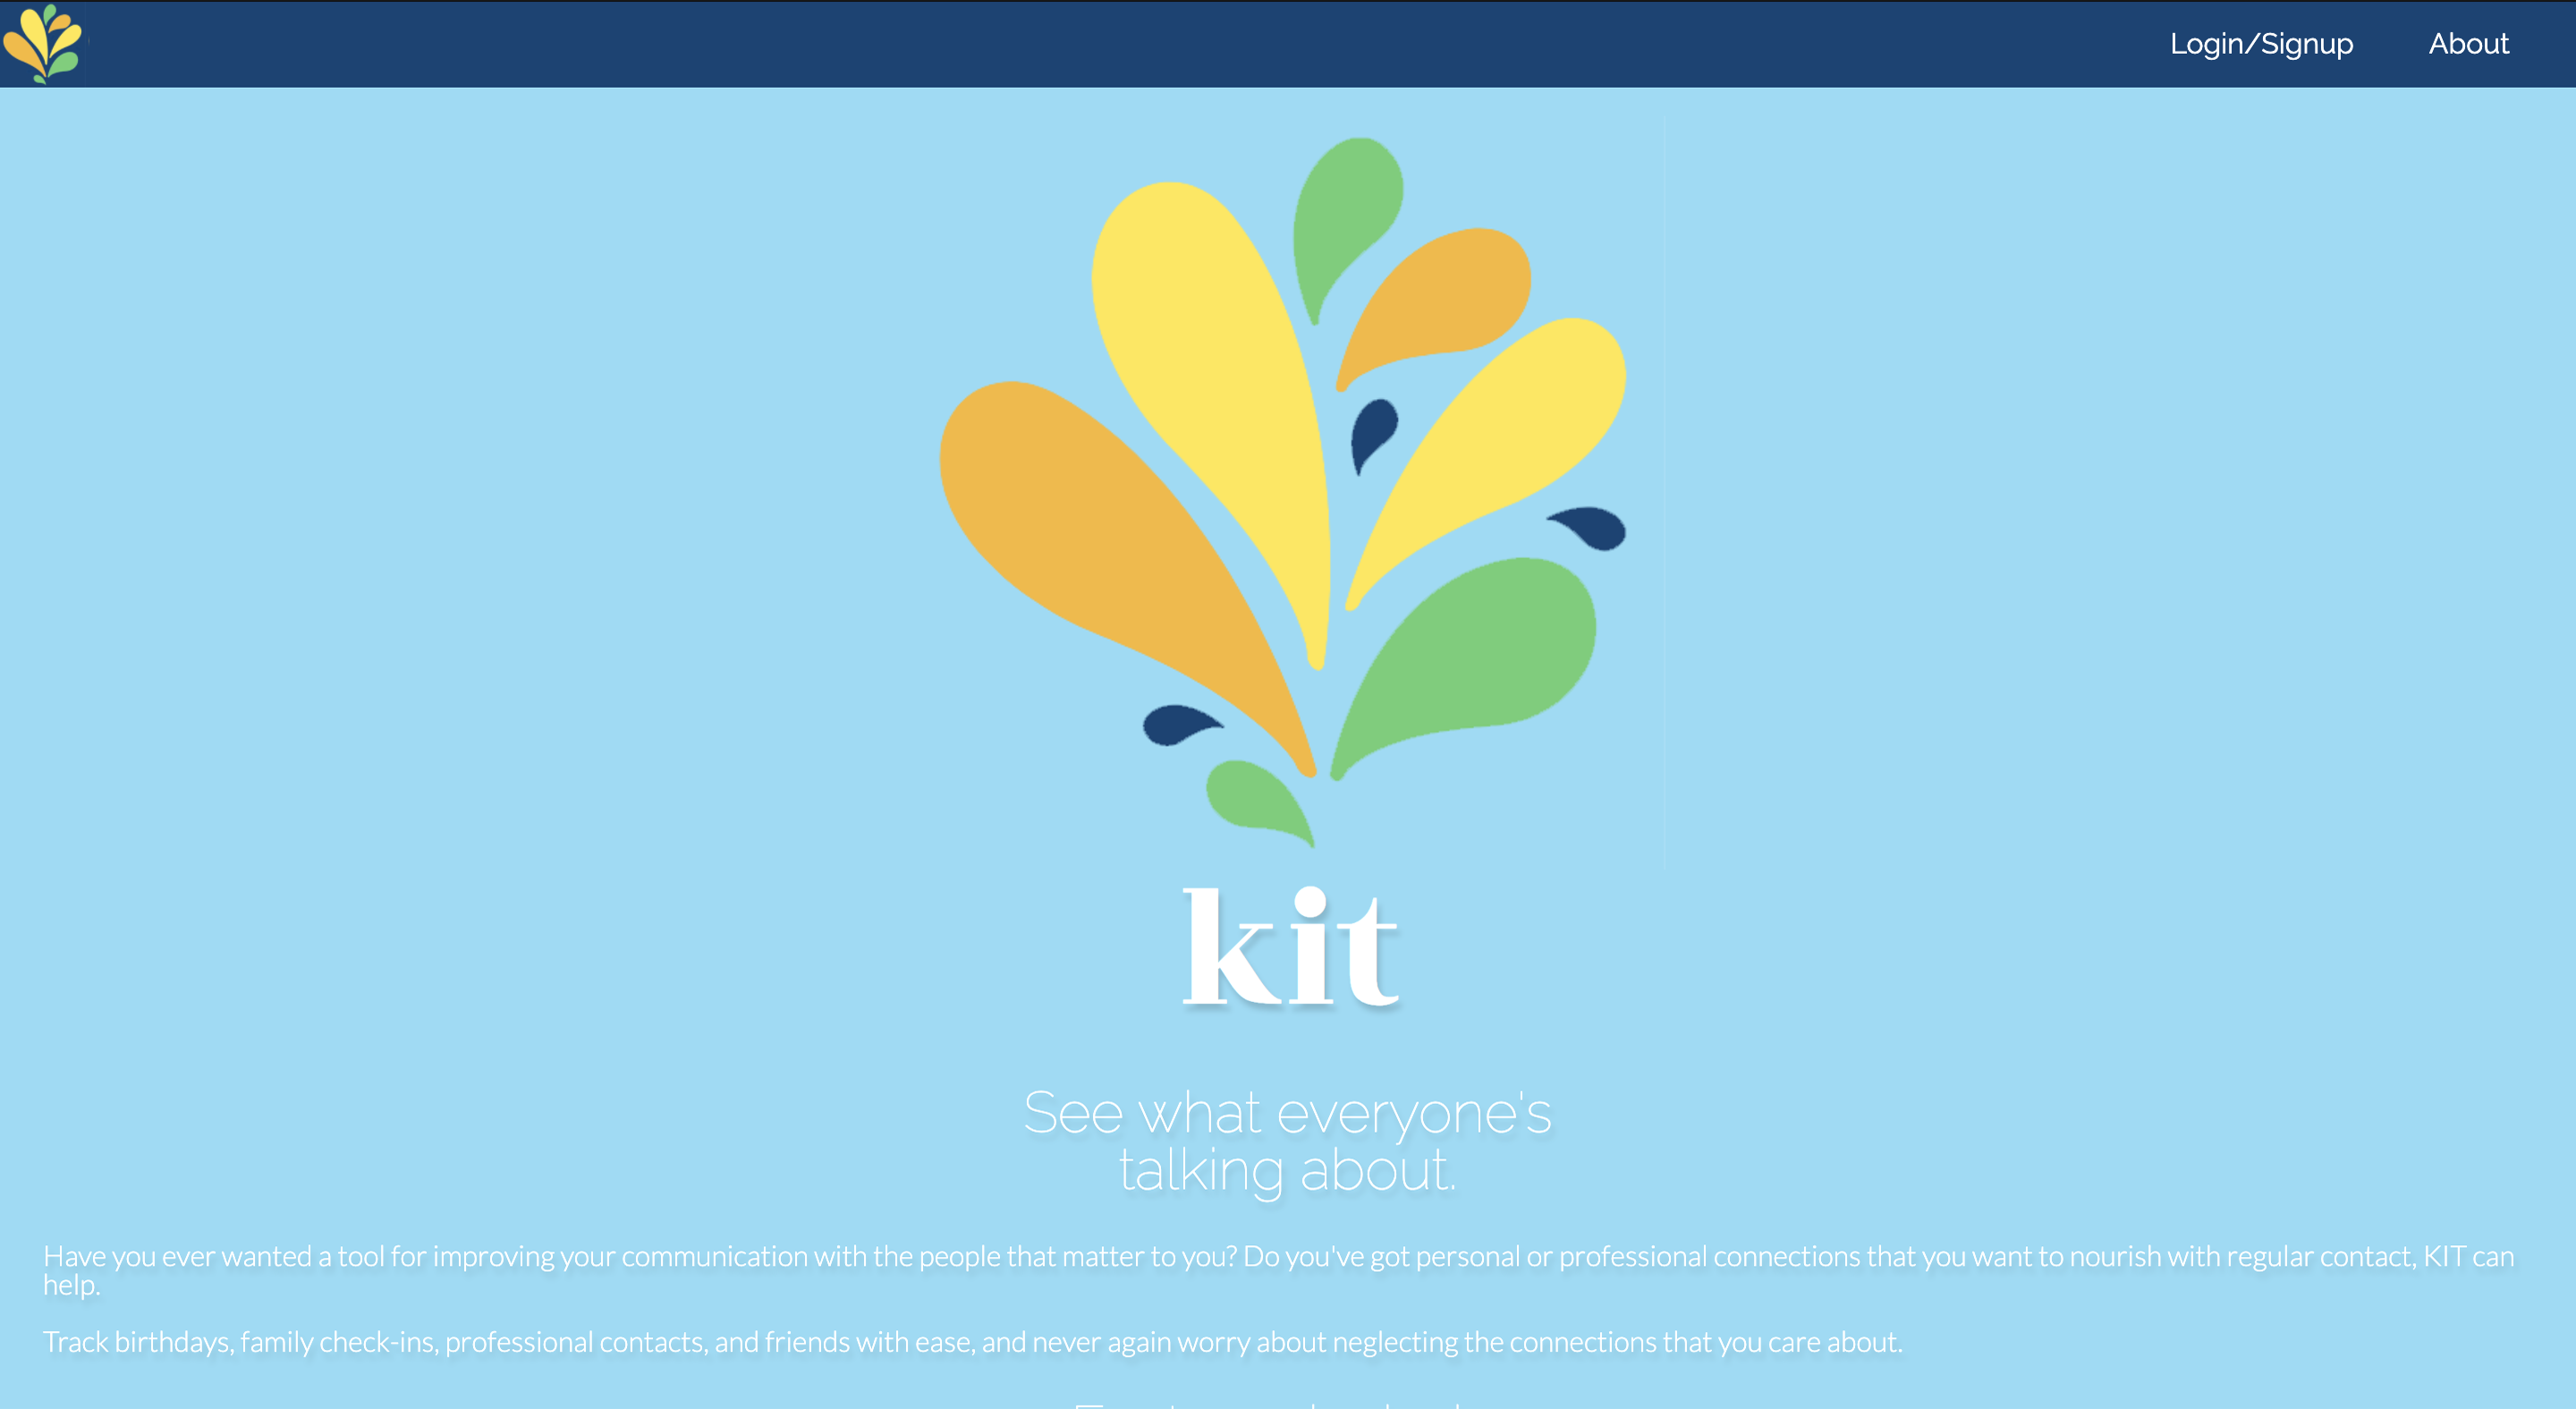 Login/Signup About
kit
See what everyone's
talking about.
Have you ever wanted a tool for improving your communication with the people that matter to you? Do you've got personal or professional connections that you want to nourish with regular contact, KIT can
help.
Track birthdays, family check-ins, professional contacts, and friends with ease, and never again worry about neglecting the connections that you care about.